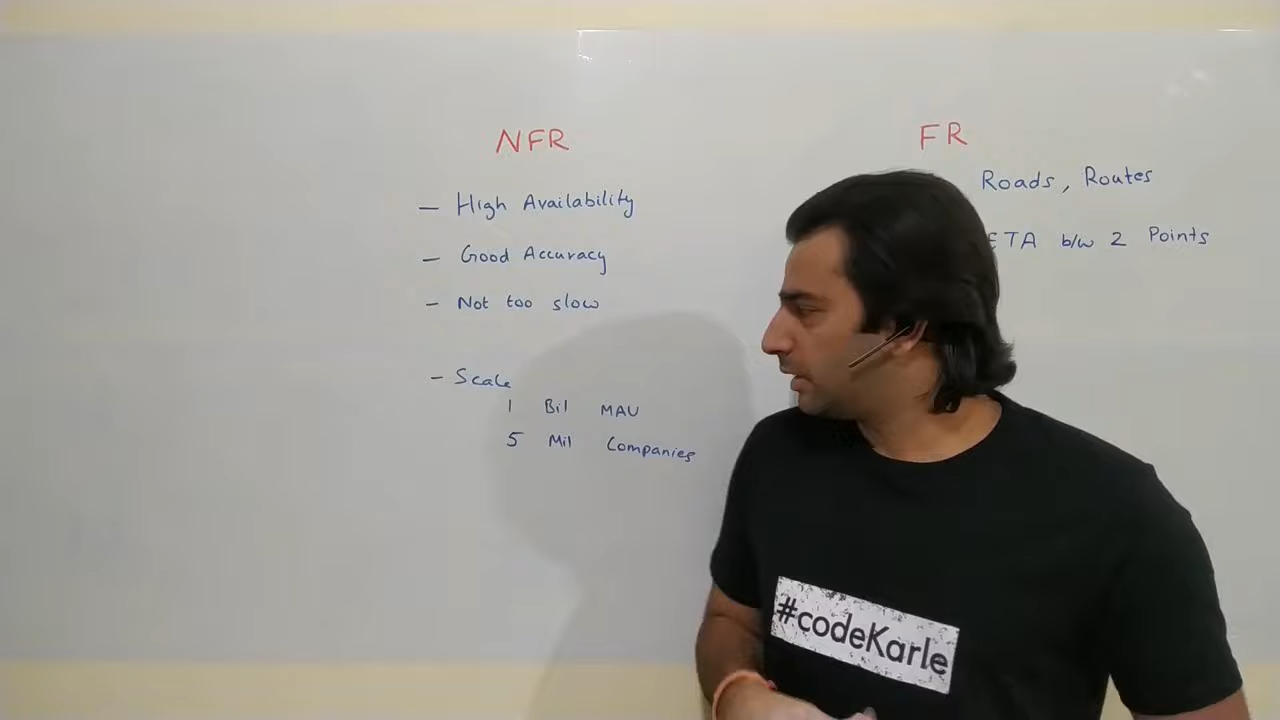 NFR
– High Availability
– Good Accuracy
– Not too slow
– Scale
1 Bil MAU
5 Mil Companies
FR
Roads, Routes
ETA b/w 2 Points
#codeKarle